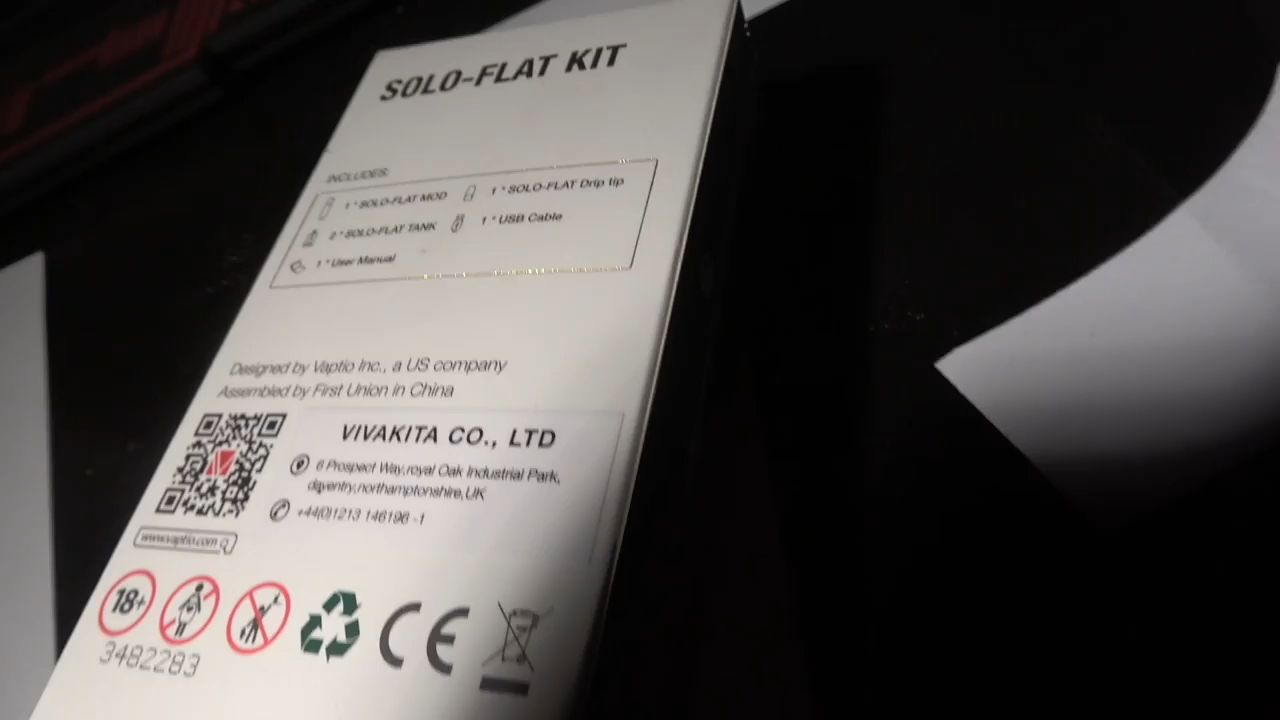 SOLO-FLAT KIT
INCLUDES:
1 * SOLO-FLAT MOD 1 * SOLO-FLAT Drip tip
2 * SOLO-FLAT TANK 1 * USB Cable
1 * User Manual
Designed by Vaptio Inc., a US company
Assembled by First Union in China
VIVAKITA CO., LTD
6 Prospect Way,royal Oak Industrial Park,
daventry,northamptonshire,UK
+44(0)1213 146196 -1
www.vaptio.com
18+
CE
3482283